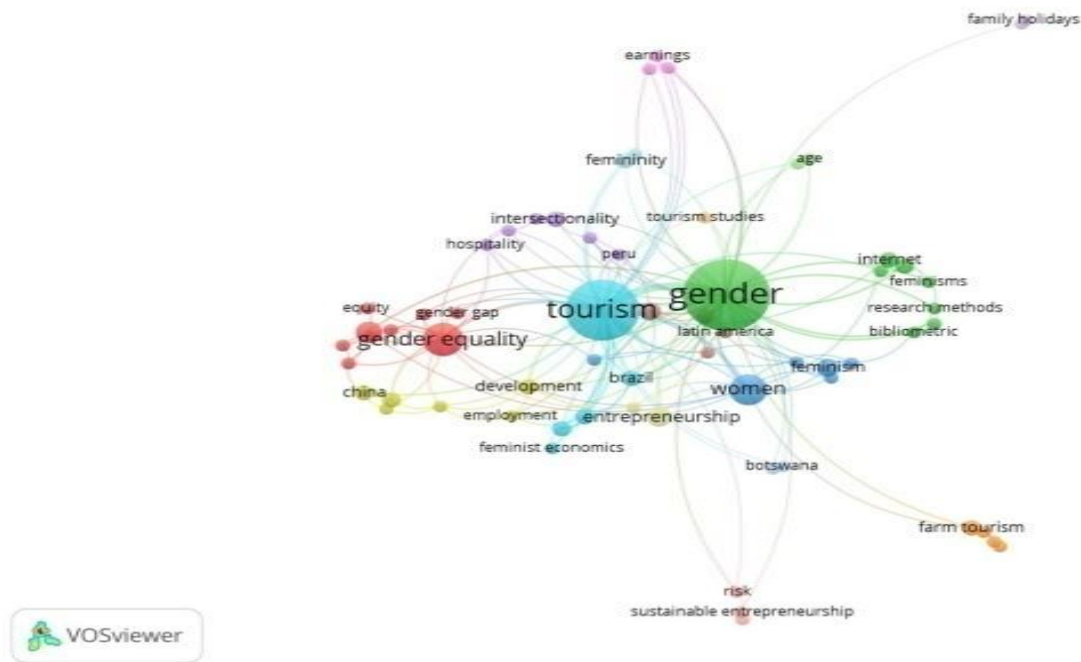 family holidays
earnings
femininity
age
intersectionality
tourism studies
hospitality
peru
internet
feminisms
gender
tourism
equity
gender gap
research methods
latin america
bibliometric
gender equality
feminism
brazil
development
women
china
employment
entrepreneurship
feminist economics
botswana
farm tourism
risk
sustainable entrepreneurship
VOSviewer